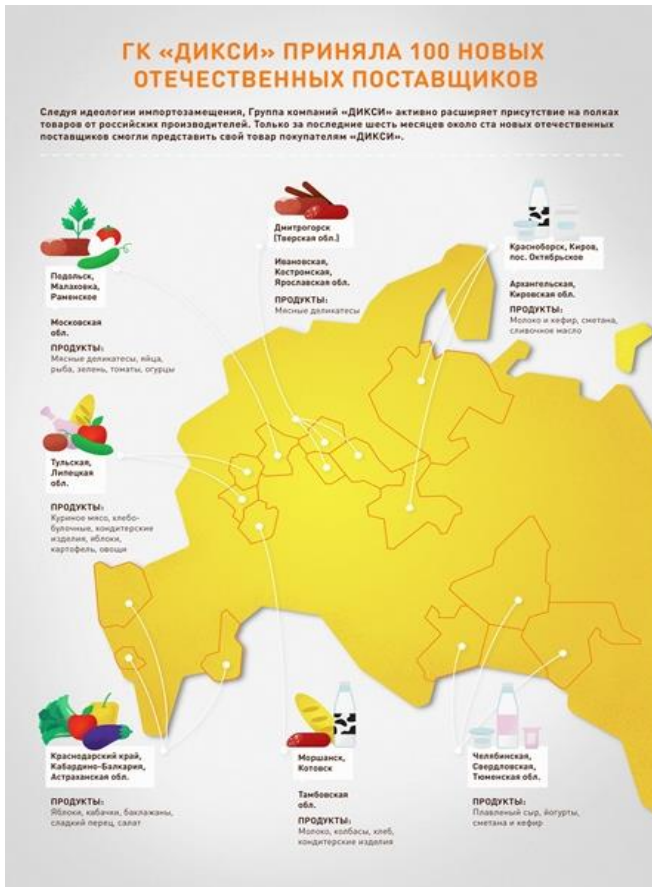 ГК «ДИКСИ» ПРИНЯЛА 100 НОВЫХ
ОТЕЧЕСТВЕННЫХ ПОСТАВЩИКОВ
Следуя идеологии импортозамещения, Группа компаний «ДИКСИ» активно расширяет присутствие на полках
товаров от российских производителей. Только за последние шесть месяцев около ста новых отечественных
поставщиков смогли представить свой товар покупателям «ДИКСИ».
Подольск,
Малаховка,
Раменское
Московская
обл.
ПРОДУКТЫ:
Мясные деликатесы, яйца,
рыба, зелень, томаты, огурцы
Дмитрогорск
(Тверская обл.)
Ивановская,
Костромская,
Ярославская обл.
ПРОДУКТЫ:
Мясные деликатесы
Красноборск, Киров,
пос. Октябрьское
Архангельская,
Кировская обл.
ПРОДУКТЫ:
Молоко и кефир, сметана,
сливочное масло
Тульская,
Липецкая
обл.
ПРОДУКТЫ:
Куриное мясо, хлебо-
булочные, кондитерские
изделия, яблоки,
картофель, овощи
Краснодарский край,
Кабардино-Балкария,
Астраханская обл.
ПРОДУКТЫ:
Яблоки, кабачки, баклажаны,
сладкий перец, салат
Моршанск,
Котовск
Тамбовская
обл.
ПРОДУКТЫ:
Молоко, колбасы, хлеб,
кондитерские изделия
Челябинская,
Свердловская,
Тюменская обл.
ПРОДУКТЫ:
Плавленый сыр, йогурты,
сметана и кефир